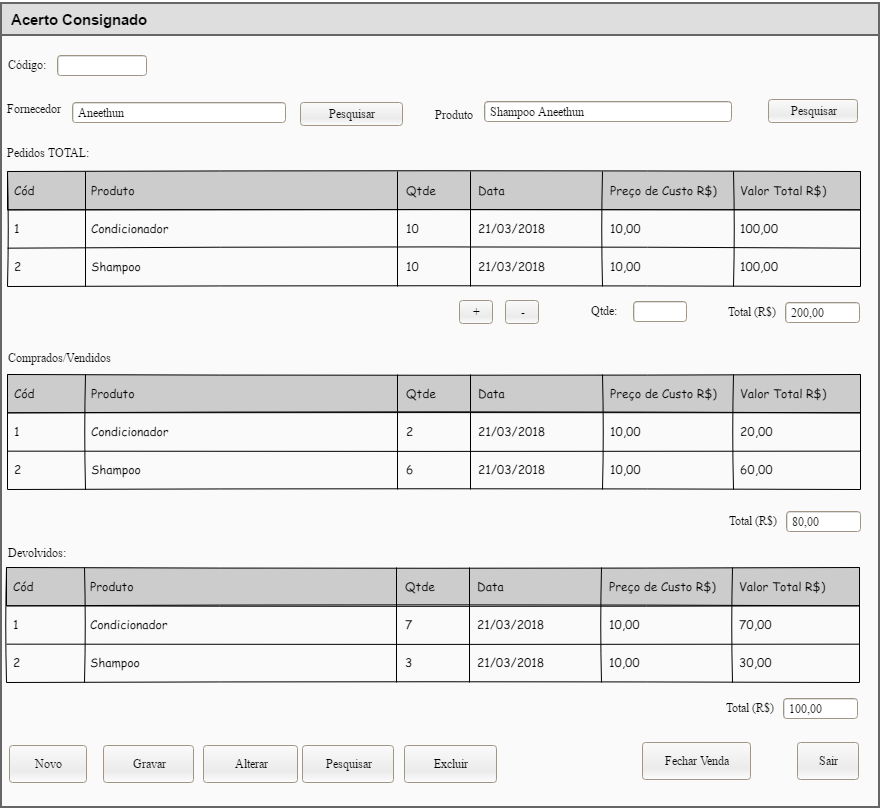 Acerto Consignado
Código:
Fornecedor Aneethun Pesquisar Produto Shampoo Aneethun Pesquisar
Pedidos TOTAL:
Cód Produto Qtde Data Preço de Custo R$) Valor Total R$)
1 Condicionador 10 21/03/2018 10,00 100,00
2 Shampoo 10 21/03/2018 10,00 100,00
+ - Qtde: Total (R$) 200,00
Comprados/Vendidos
Cód Produto Qtde Data Preço de Custo R$) Valor Total R$)
1 Condicionador 2 21/03/2018 10,00 20,00
2 Shampoo 6 21/03/2018 10,00 60,00
Total (R$) 80,00
Devolvidos:
Cód Produto Qtde Data Preço de Custo R$) Valor Total R$)
1 Condicionador 7 21/03/2018 10,00 70,00
2 Shampoo 3 21/03/2018 10,00 30,00
Total (R$) 100,00
Novo Gravar Alterar Pesquisar Excluir Fechar Venda Sair